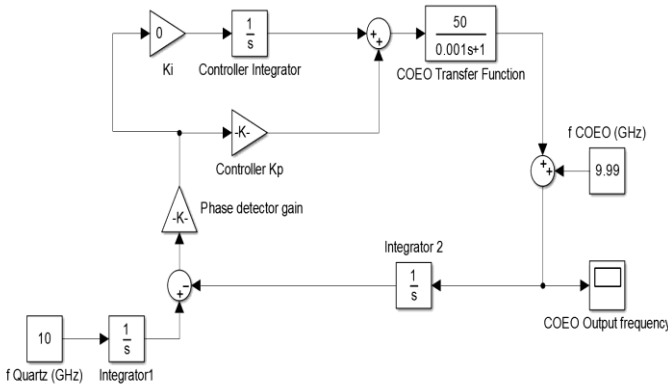 0
1
s
Ki
Controller Integrator
50
0.001s+1
COEO Transfer Function
-K-
Controller Kp
f COEO (GHz)
9.99
-K-
Phase detector gain
Integrator 2
1
s
COEO Output frequency
10
1
s
f Quartz (GHz)
Integrator1